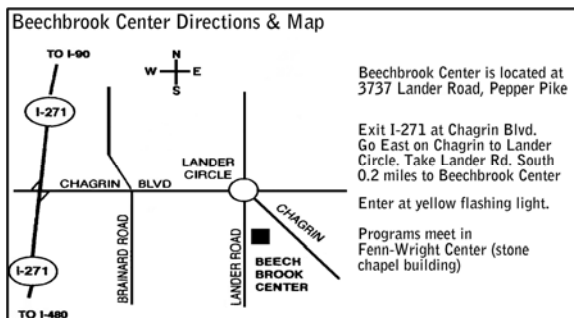 Beechbrook Center Directions & Map
TO I-90
N
W E
S
I-271
LANDER
CIRCLE
CHAGRIN BLVD
CHAGRIN
BRAINARD ROAD
LANDER ROAD
BEECH
BROOK
CENTER
I-271
TO I-480
Beechbrook Center is located at
3737 Lander Road, Pepper Pike
Exit I-271 at Chagrin Blvd.
Go East on Chagrin to Lander
Circle. Take Lander Rd. South
0.2 miles to Beechbrook Center
Enter at yellow flashing light.
Programs meet in
Fenn-Wright Center (stone
chapel building)